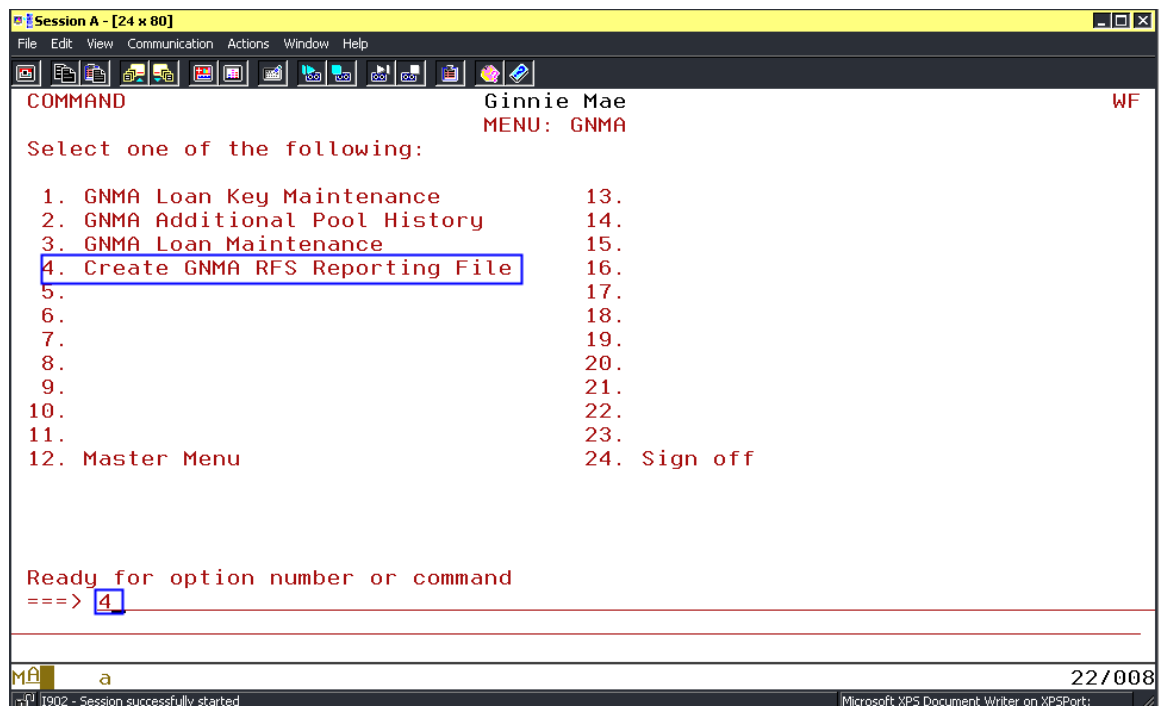 Session A - [24 x 80]
File Edit View Communication Actions Window Help
COMMAND Ginnie Mae WF
MENU: GNMA
Select one of the following:
1. GNMA Loan Key Maintenance 13.
2. GNMA Additional Pool History 14.
3. GNMA Loan Maintenance 15.
4. Create GNMA RFS Reporting File 16.
5. 17.
6. 18.
7. 19.
8. 20.
9. 21.
10. 22.
11. 23.
12. Master Menu 24. Sign off
Ready for option number or command
===> 4
MA a 22/008
I902 - Session successfully started Microsoft XPS Document Writer on XPSPort: